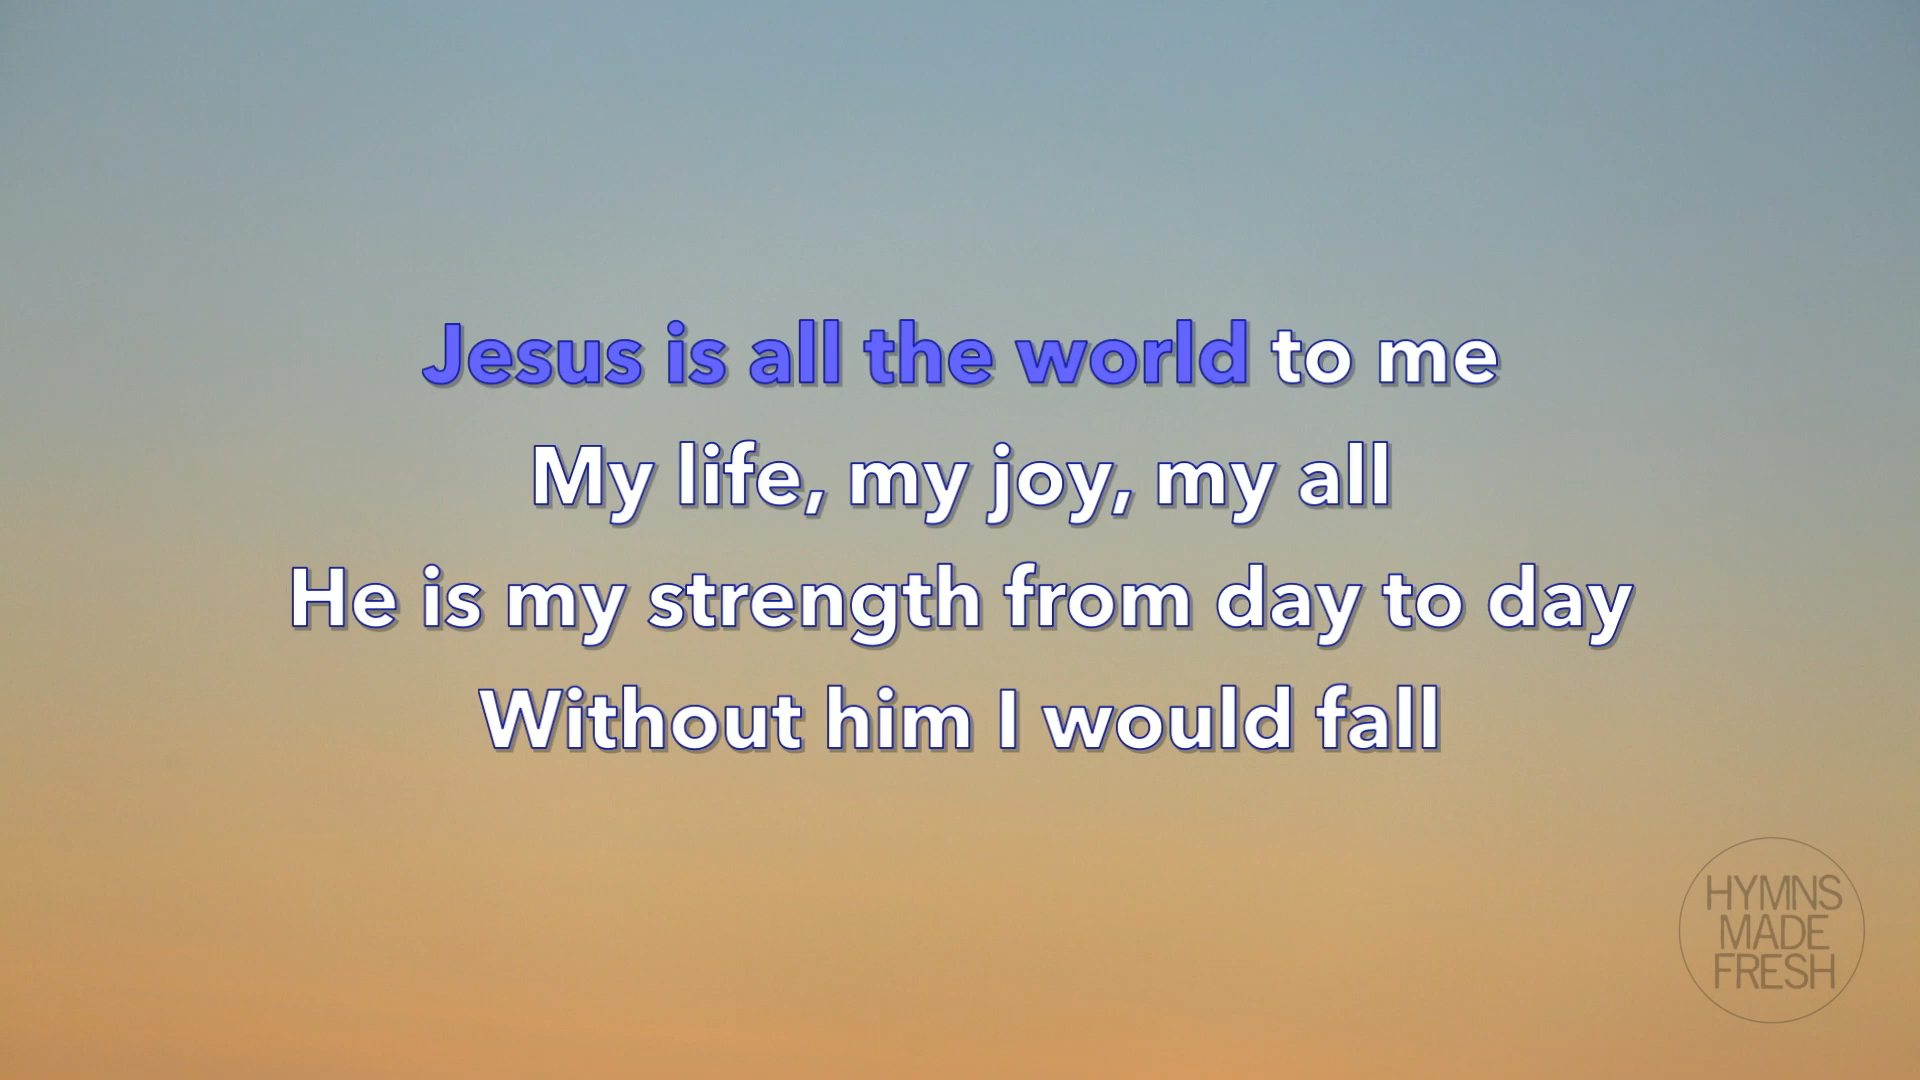 Jesus is all the world to me
My life, my joy, my all
He is my strength from day to day
Without him I would fall
HYMNS
MADE
FRESH